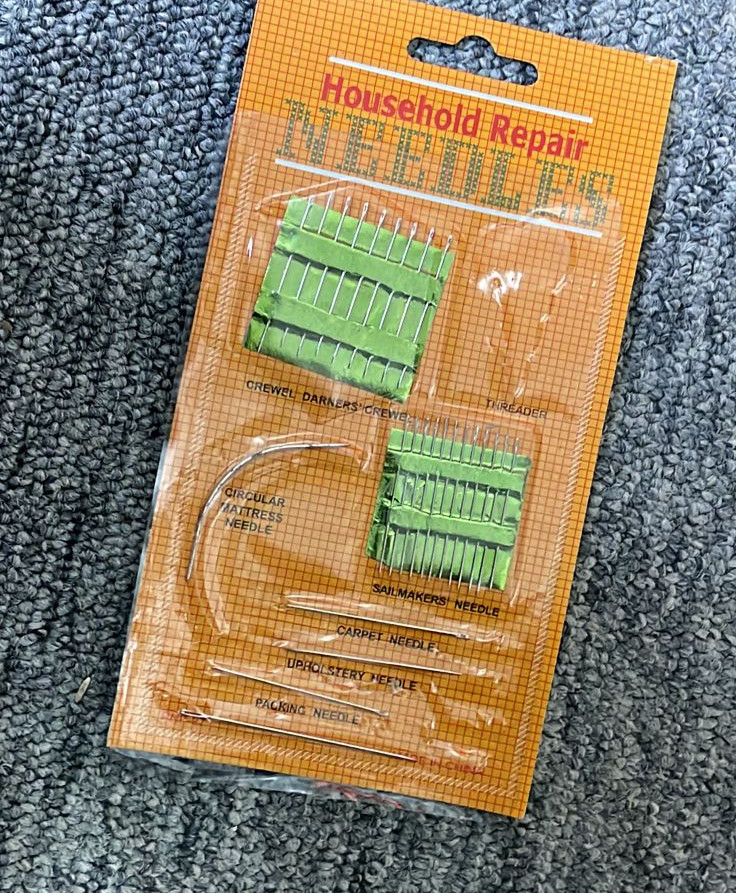 Household Repair
NEEDLES
CREWEL DARNERS' CREWEL
THREADER
CIRCULAR
MATTRESS
NEEDLE
SAILMAKERS' NEEDLE
CARPET NEEDLE
UPHOLSTERY NEEDLE
PACKING NEEDLE